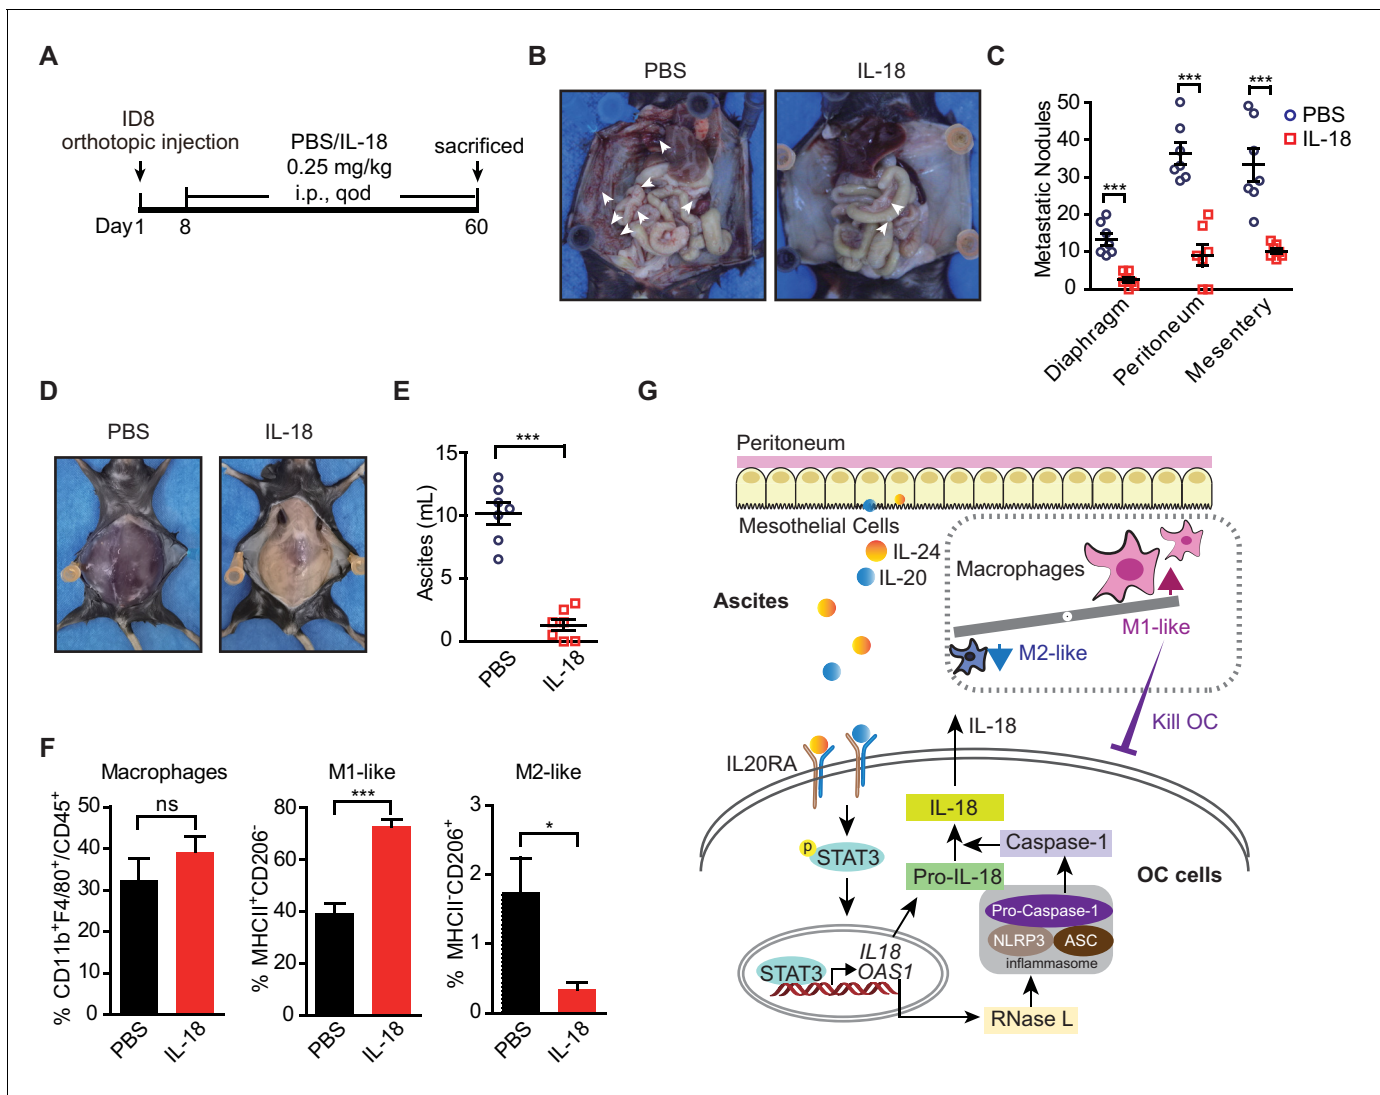 A
ID8
orthotopic injection
PBS/IL-18
0.25 mg/kg
i.p., qod
sacrificed
Day1
8
60
B
PBS
IL-18
C
Metastatic Nodules
50
40
30
20
10
0
***
***
***
PBS
IL-18
Diaphragm
Peritoneum
Mesentery
D
PBS
IL-18
E
Ascites (mL)
15
10
5
0
***
PBS
IL-18
F
Macrophages
% CD11b⁺F4/80⁺/CD45⁺
50
40
30
20
10
0
ns
PBS
IL-18
M1-like
% MHCII⁺CD206⁻
80
60
40
20
0
***
PBS
IL-18
M2-like
% MHCII⁻CD206⁺
3
2
1
0
*
PBS
IL-18
G
Peritoneum
Mesothelial Cells
IL-24
IL-20
Ascites
Macrophages
M1-like
M2-like
Kill OC
IL-18
IL20RA
IL-18
Caspase-1
p
STAT3
Pro-IL-18
OC cells
Pro-Caspase-1
NLRP3
ASC
inflammasome
IL18
STAT3
OAS1
RNase L